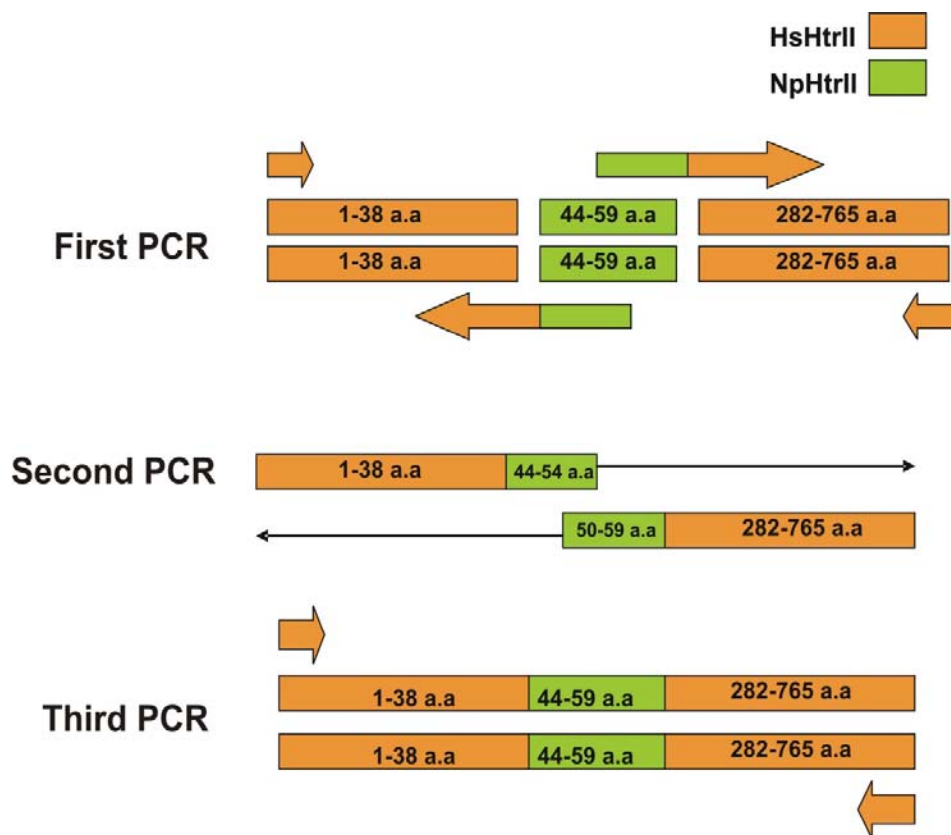 HsHtrII
NpHtrII
First PCR
1-38 a.a 44-59 a.a 282-765 a.a
1-38 a.a 44-59 a.a 282-765 a.a
Second PCR
1-38 a.a 44-54 a.a
50-59 a.a 282-765 a.a
Third PCR
1-38 a.a 44-59 a.a 282-765 a.a
1-38 a.a 44-59 a.a 282-765 a.a